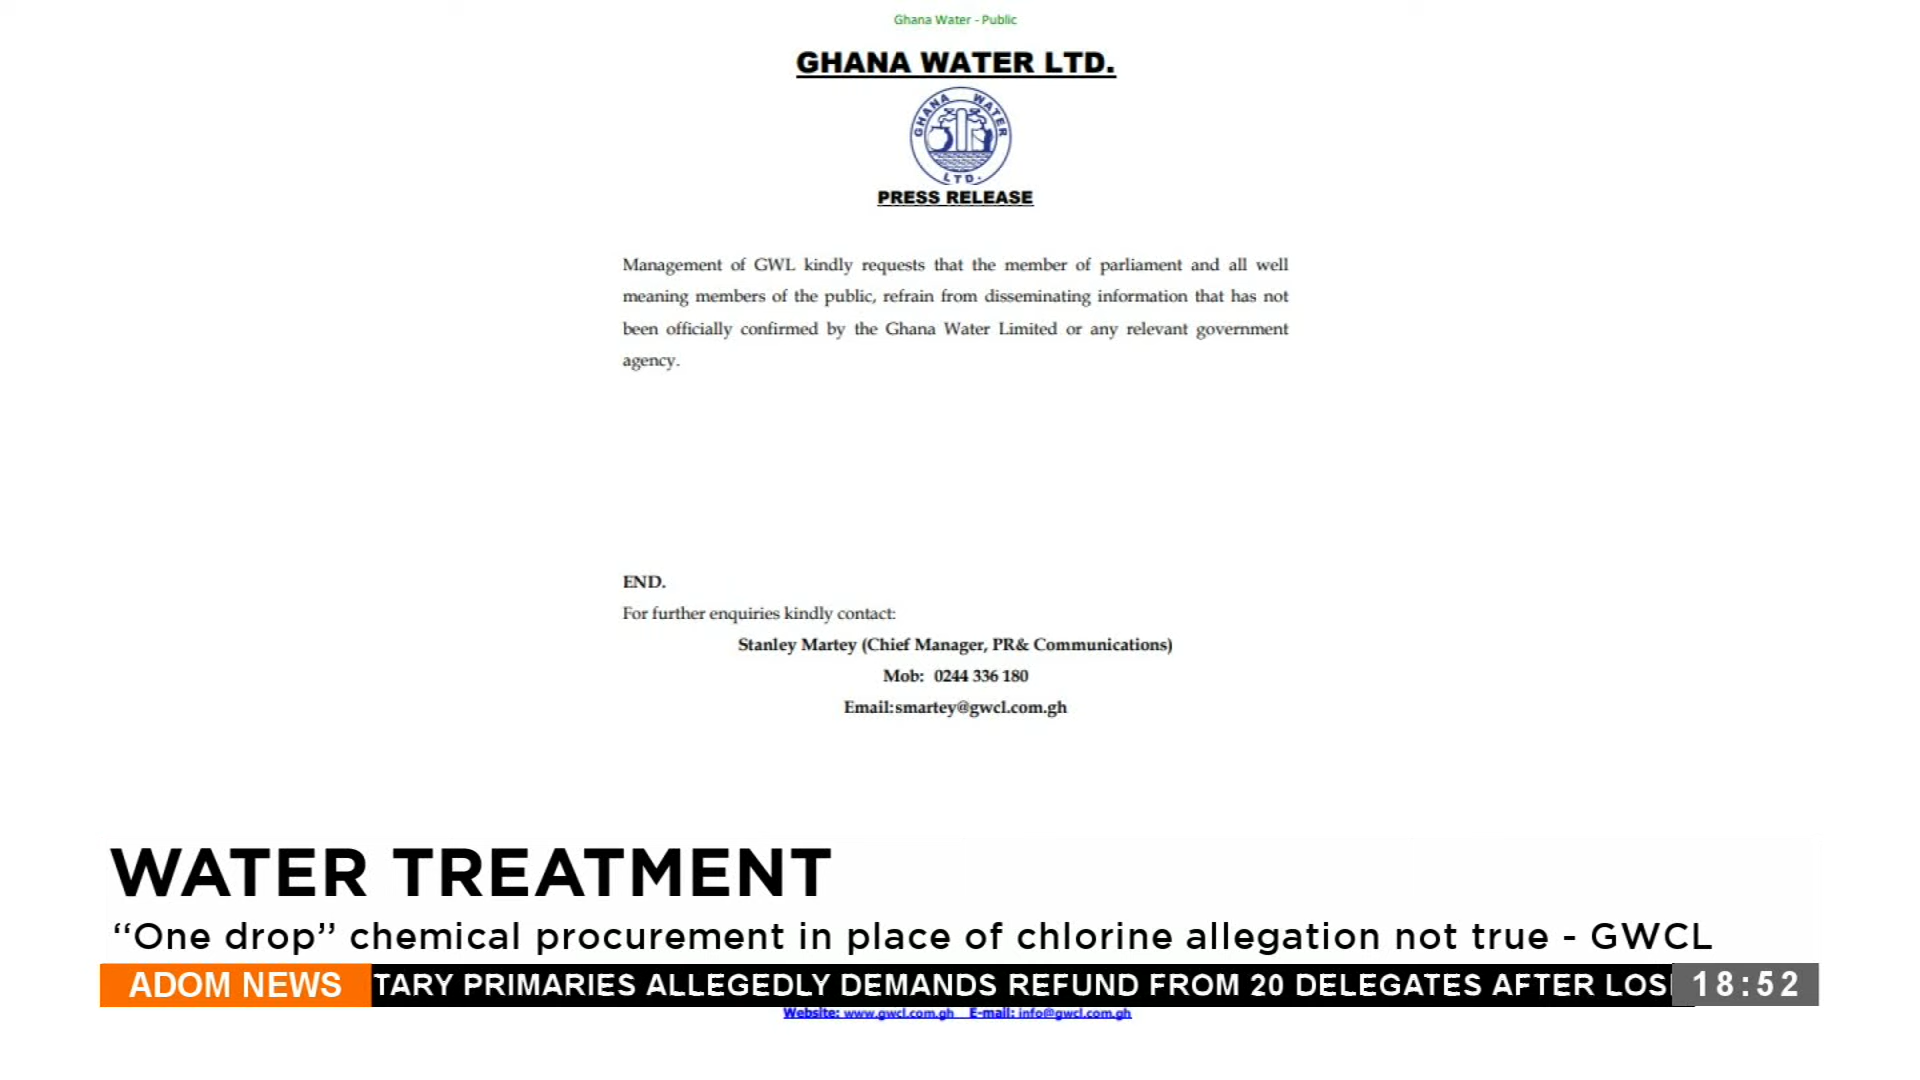 Ghana Water - Public
GHANA WATER LTD.
GHANA WATER
LTD.
PRESS RELEASE
Management of GWL kindly requests that the member of parliament and all well
meaning members of the public, refrain from disseminating information that has not
been officially confirmed by the Ghana Water Limited or any relevant government
agency.
END.
For further enquiries kindly contact:
Stanley Martey (Chief Manager, PR& Communications)
Mob: 0244 336 180
Email:smartey@gwcl.com.gh
WATER TREATMENT
“One drop” chemical procurement in place of chlorine allegation not true - GWCL
ADOM NEWS TARY PRIMARIES ALLEGEDLY DEMANDS REFUND FROM 20 DELEGATES AFTER LOS 18:52
Website: www.gwcl.com.gh E-mail: info@gwcl.com.gh